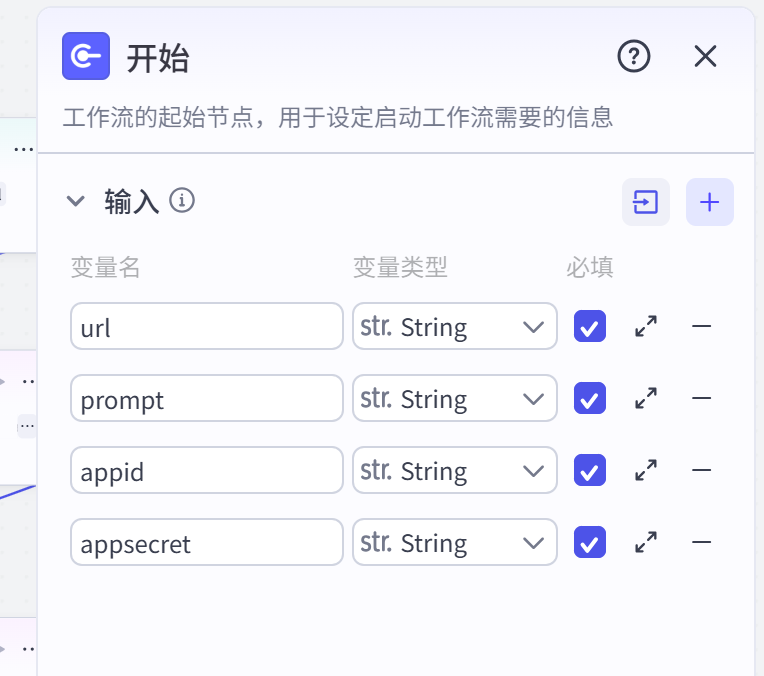 开始
工作流的起始节点，用于设定启动工作流需要的信息
输入
变量名 变量类型 必填
url str. String
prompt str. String
appid str. String
appsecret str. String